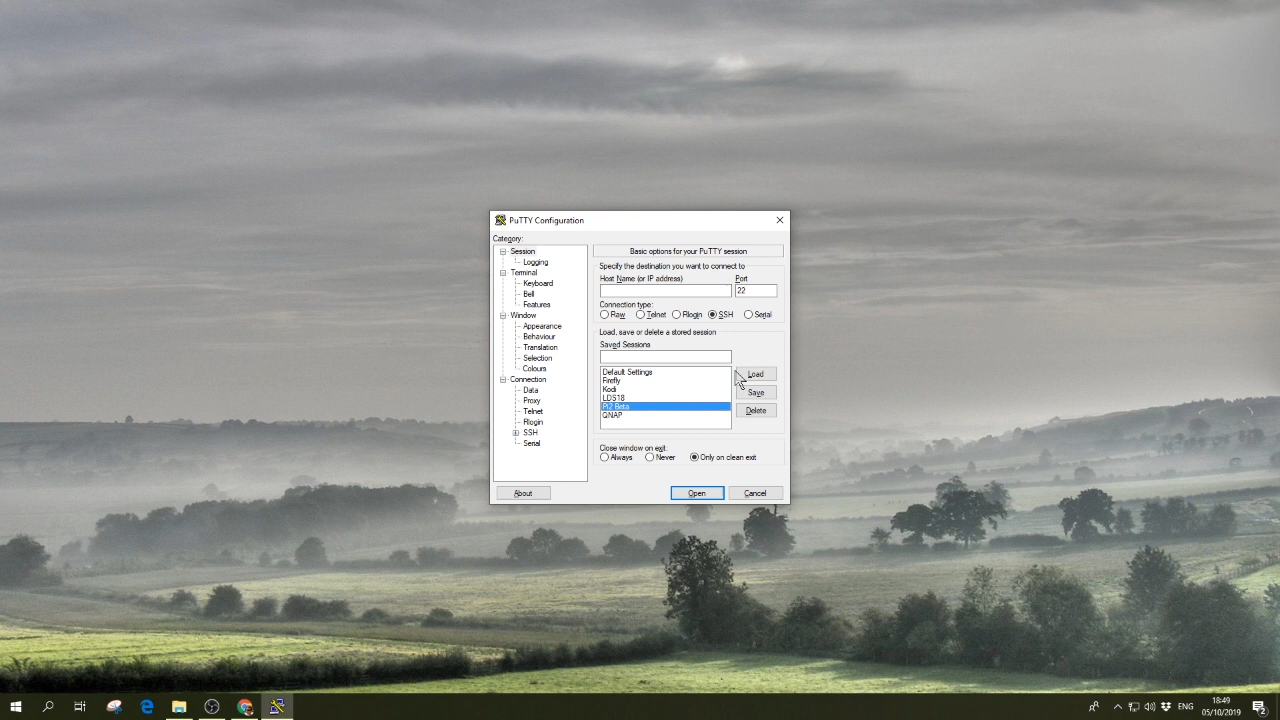 PuTTY Configuration
Category:
Session
Logging
Terminal
Keyboard
Bell
Features
Window
Appearance
Behaviour
Translation
Selection
Colours
Connection
Data
Proxy
Telnet
Rlogin
SSH
Serial
Basic options for your PuTTY session
Specify the destination you want to connect to
Host Name (or IP address) Port
22
Connection type:
Raw Telnet Rlogin SSH Serial
Load, save or delete a stored session
Saved Sessions
Default Settings
Firefly
Kodi
LDS18
Pi2 Beta
QNAP
Load
Save
Delete
Close window on exit:
Always Never Only on clean exit
About Open Cancel
ENG
18:49
05/10/2019
2